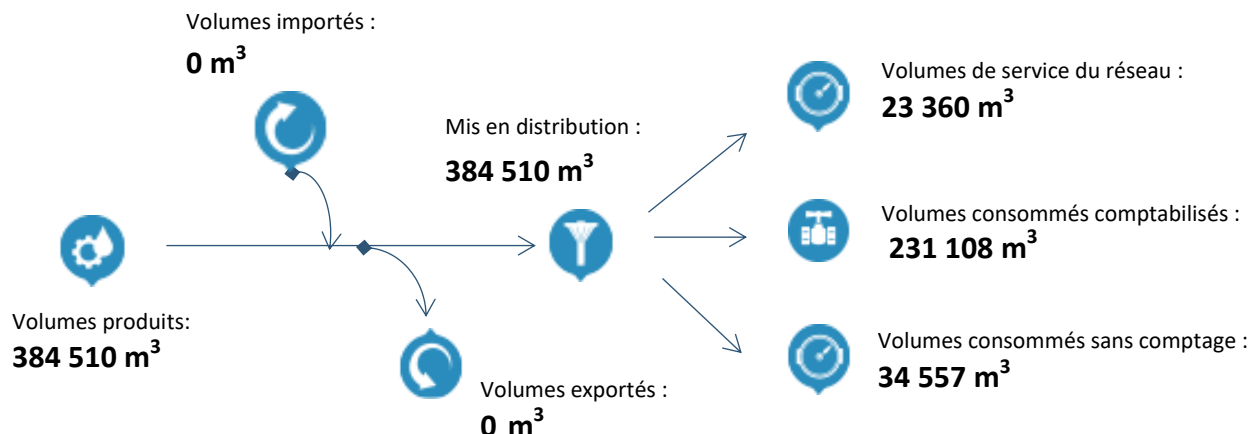 Volumes importés :
0 m³
Mis en distribution :
384 510 m³
Volumes de service du réseau :
23 360 m³
Volumes consommés comptabilisés :
231 108 m³
Volumes produits:
384 510 m³
Volumes exportés :
0 m³
Volumes consommés sans comptage :
34 557 m³